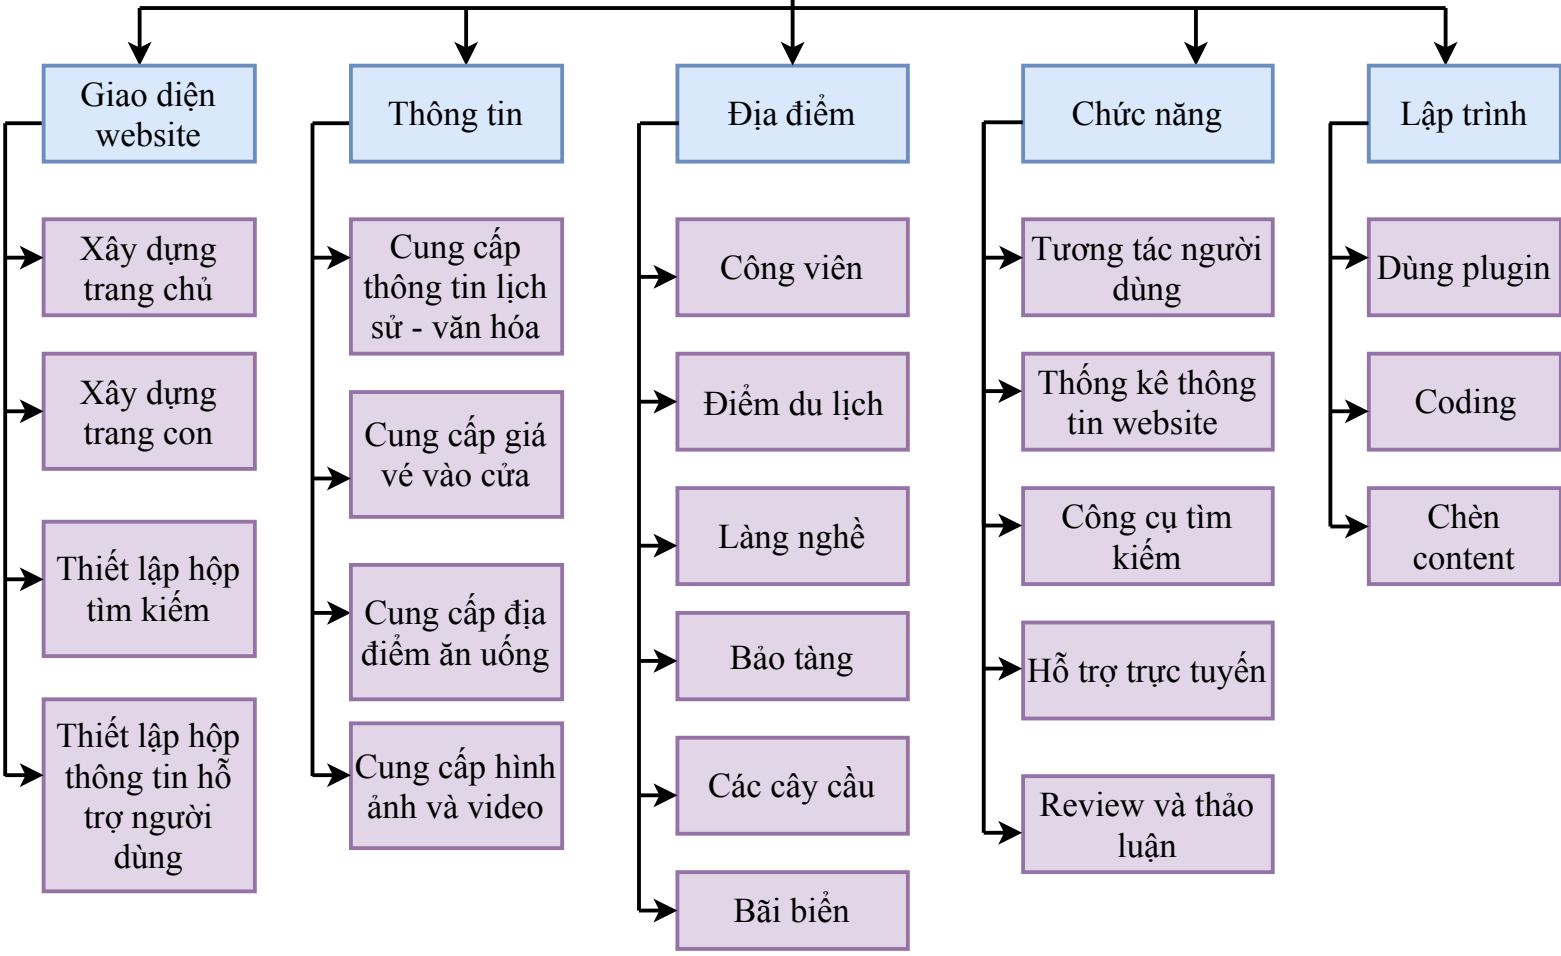 Giao diện
website
Thông tin
Địa điểm
Chức năng
Lập trình
Xây dựng
trang chủ
Xây dựng
trang con
Thiết lập hộp
tìm kiếm
Thiết lập hộp
thông tin hỗ
trợ người
dùng
Cung cấp
thông tin lịch
sử - văn hóa
Cung cấp giá
vé vào cửa
Cung cấp địa
điểm ăn uống
Cung cấp hình
ảnh và video
Công viên
Điểm du lịch
Làng nghề
Bảo tàng
Các cây cầu
Bãi biển
Tương tác người
dùng
Thống kê thông
tin website
Công cụ tìm
kiếm
Hỗ trợ trực tuyến
Review và thảo
luận
Dùng plugin
Coding
Chèn
content